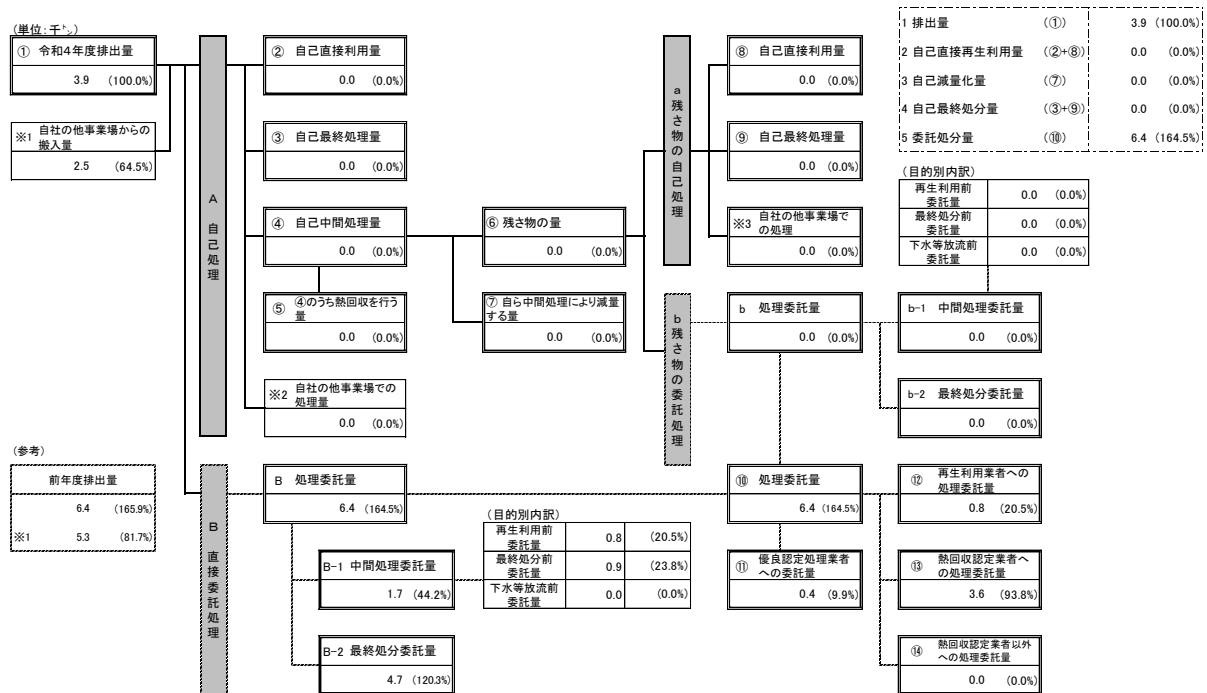 (単位:千トン)
① 令和4年度排出量
3.9 (100.0%)
※1 自社の他事業場からの
搬入量
2.5 (64.5%)
A 自己処理
② 自己直接利用量
0.0 (0.0%)
③ 自己最終処理量
0.0 (0.0%)
④ 自己中間処理量
0.0 (0.0%)
⑤ ④のうち熱回収を行う
量
0.0 (0.0%)
※2 自社の他事業場での
処理量
0.0 (0.0%)
⑥ 残さ物の量
0.0 (0.0%)
⑦ 自ら中間処理により減量
する量
0.0 (0.0%)
a 残さ物の自己処理
⑧ 自己直接利用量
0.0 (0.0%)
⑨ 自己最終処理量
0.0 (0.0%)
※3 自社の他事業場で
の処理
0.0 (0.0%)
b 残さ物の委託処理
b 処理委託量
0.0 (0.0%)
1 排出量 (①) 3.9 (100.0%)
2 自己直接再生利用量 (②+⑧) 0.0 (0.0%)
3 自己減量化量 (⑦) 0.0 (0.0%)
4 自己最終処分量 (③+⑨) 0.0 (0.0%)
5 委託処分量 (⑩) 6.4 (164.5%)
(目的別内訳)
再生利用前
委託量 0.0 (0.0%)
最終処分前
委託量 0.0 (0.0%)
下水等放流前
委託量 0.0 (0.0%)
b-1 中間処理委託量
0.0 (0.0%)
b-2 最終処分委託量
0.0 (0.0%)
(参考)
前年度排出量
6.4 (165.9%)
※1 5.3 (81.7%)
B 直接委託処理
B 処理委託量
6.4 (164.5%)
B-1 中間処理委託量
1.7 (44.2%)
B-2 最終処分委託量
4.7 (120.3%)
(目的別内訳)
再生利用前
委託量 0.8 (20.5%)
最終処分前
委託量 0.9 (23.8%)
下水等放流前
委託量 0.0 (0.0%)
⑩ 処理委託量
6.4 (164.5%)
⑪ 優良認定処理業者
への委託量
0.4 (9.9%)
⑫ 再生利用業者への
処理委託量
0.8 (20.5%)
⑬ 熱回収認定業者へ
の処理委託量
3.6 (93.8%)
⑭ 熱回収認定業者以外
への処理委託量
0.0 (0.0%)